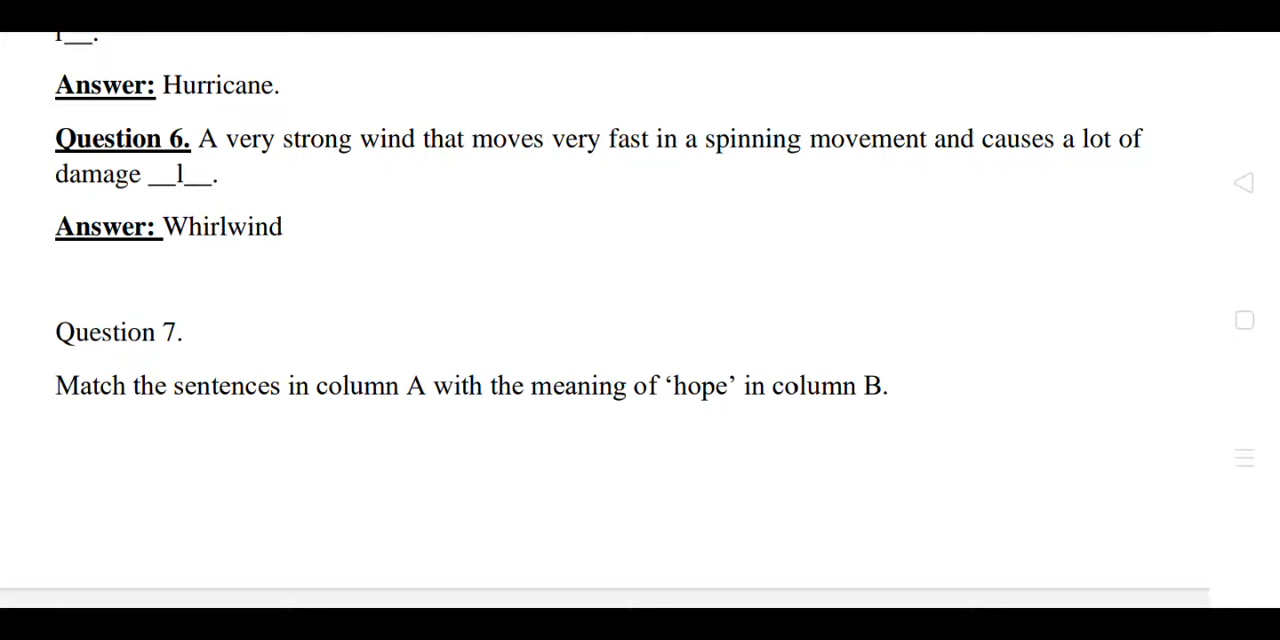 Answer: Hurricane.
Question 6. A very strong wind that moves very fast in a spinning movement and causes a lot of
damage __l__.
Answer: Whirlwind
Question 7.
Match the sentences in column A with the meaning of ‘hope’ in column B.